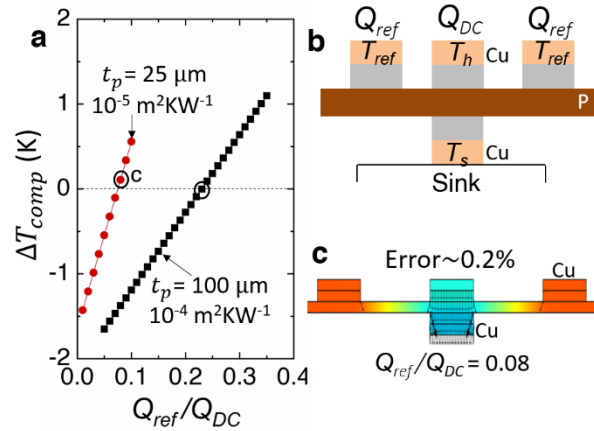 a
ΔT_comp (K)
2
1
0
-1
-2
t_p = 25 µm
10⁻⁵ m²KW⁻¹
c
t_p = 100 µm
10⁻⁴ m²KW⁻¹
0.0 0.1 0.2 0.3 0.4
Q_ref/Q_DC
b
Q_ref Q_DC Q_ref
T_ref T_h Cu T_ref
P
T_s Cu
Sink
c
Error~0.2%
Cu
Cu
Q_ref/Q_DC = 0.08